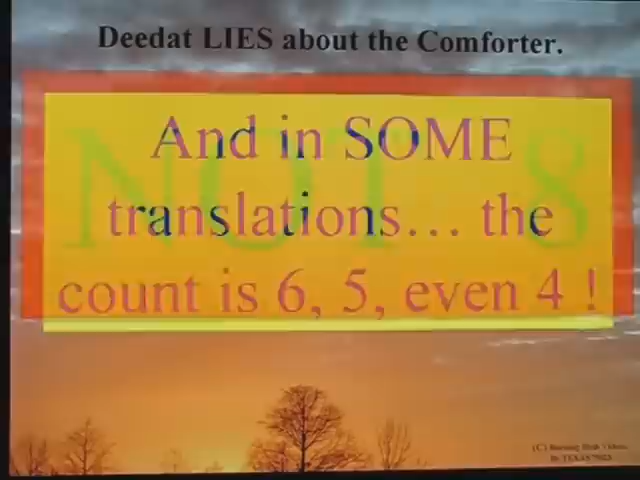 Deedat LIES about the Comforter.
NOT 8
And in SOME
translations... the
count is 6, 5, even 4 !